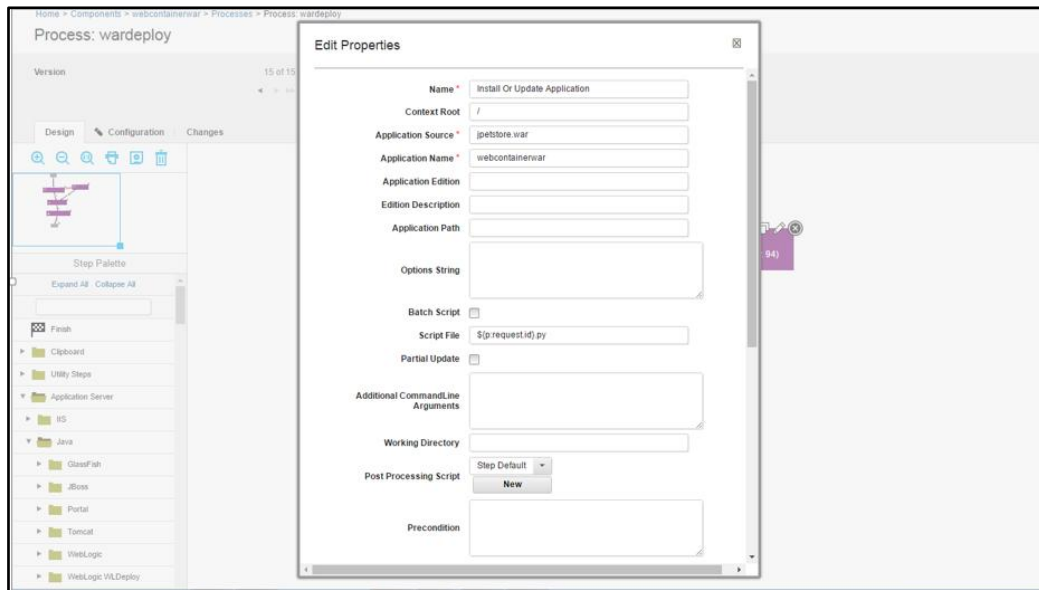 Home > Components > webcontainerwar > Processes > Process: wardeploy
Process: wardeploy
Version
15 of 15
Design
Configuration
Changes
Step Palette
Expand All Collapse All
Finish
Clipboard
Utility Steps
Application Server
IIS
Java
GlassFish
JBoss
Portal
Tomcat
WebLogic
WebLogic WLDeploy
Edit Properties
Name * Install Or Update Application
Context Root /
Application Source * jpetstore.war
Application Name * webcontainerwar
Application Edition
Edition Description
Application Path
Options String
Batch Script
Script File ${p:request.id}.py
Partial Update
Additional CommandLine
Arguments
Working Directory
Post Processing Script Step Default
New
Precondition
94)